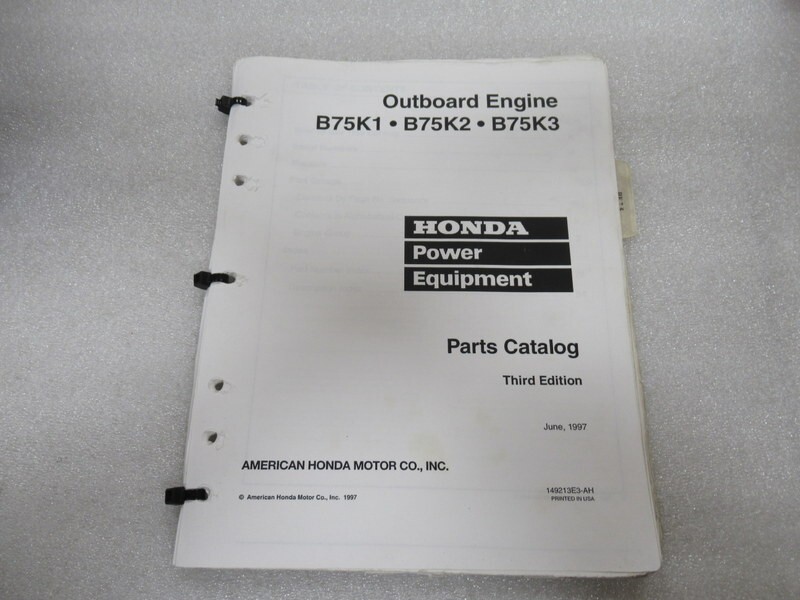 Outboard Engine
B75K1 • B75K2 • B75K3
HONDA
Power
Equipment
Parts Catalog
Third Edition
June, 1997
AMERICAN HONDA MOTOR CO., INC.
© American Honda Motor Co., Inc. 1997
149213E3-AH
PRINTED IN USA